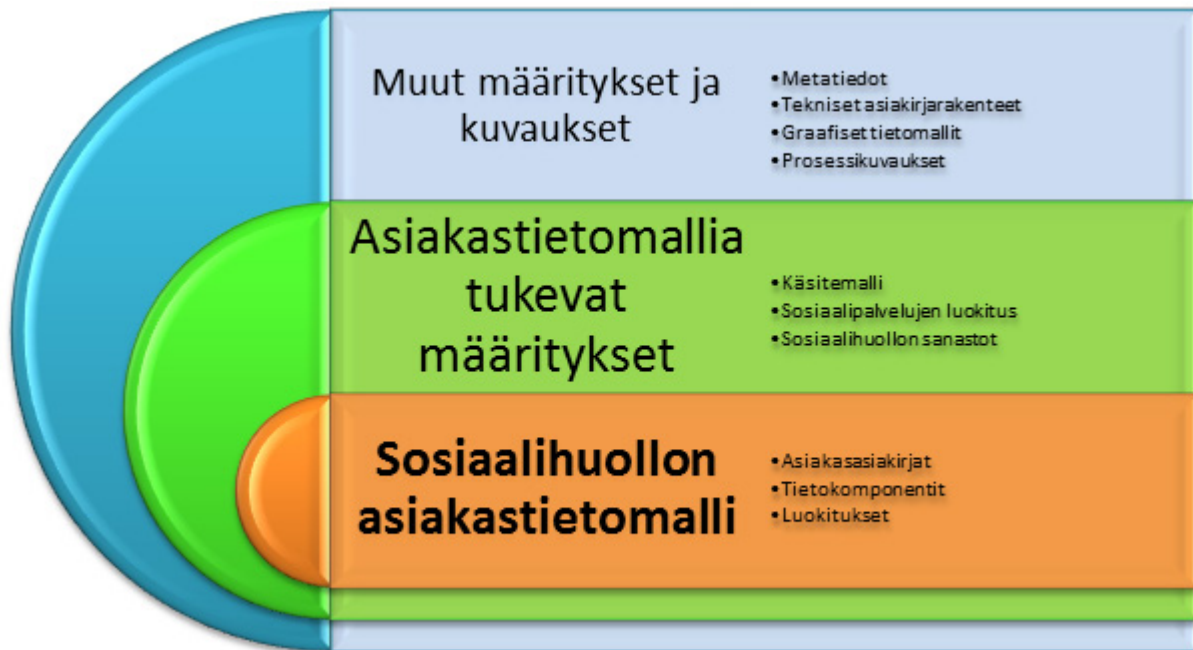 Muut määritykset ja
kuvaukset
•Metatiedot
•Tekniset asiakirjarakenteet
•Graafiset tietomallit
•Prosessikuvaukset
Asiakastietomallia
tukevat
määritykset
•Käsitemalli
•Sosiaalipalvelujen luokitus
•Sosiaalihuollon sanastot
Sosiaalihuollon
asiakastietomalli
•Asiakasasiakirjat
•Tietokomponentit
•Luokitukset